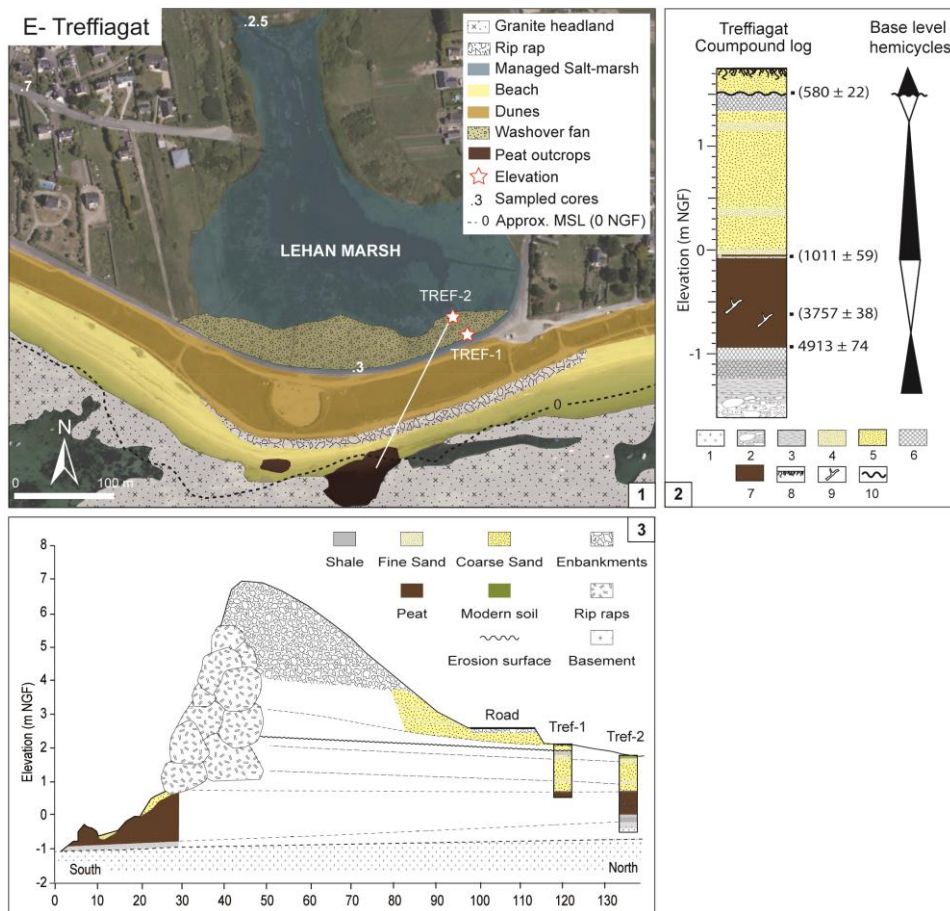 E- Treffiagat
.2.5
7
Granite headland
Rip rap
Managed Salt-marsh
Beach
Dunes
Washover fan
Peat outcrops
Elevation
.3 Sampled cores
0 Approx. MSL (0 NGF)
LEHAN MARSH
TREF-2
TREF-1
.3
0
N
0 100 m
1
2
Treffiagat
Coumpound log
Base level
hemicycles
Elevation (m NGF)
1
0
-1
(580 ± 22)
(1011 ± 59)
(3757 ± 38)
4913 ± 74
1 2 3 4 5 6
7 8 9 10
3
Elevation (m NGF)
8
7
6
5
4
3
2
1
0
-1
-2
Shale Fine Sand Coarse Sand Enbankments
Peat Modern soil Rip raps
Erosion surface Basement
Road
Tref-1
Tref-2
South North
0 10 20 30 40 50 60 70 80 90 100 110 120 130